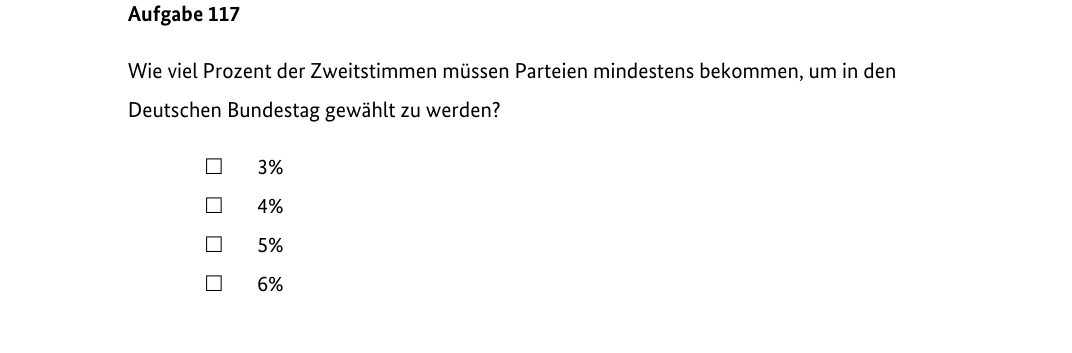 Aufgabe 117
Wie viel Prozent der Zweitstimmen müssen Parteien mindestens bekommen, um in den
Deutschen Bundestag gewählt zu werden?
☐ 3%
☐ 4%
☐ 5%
☐ 6%